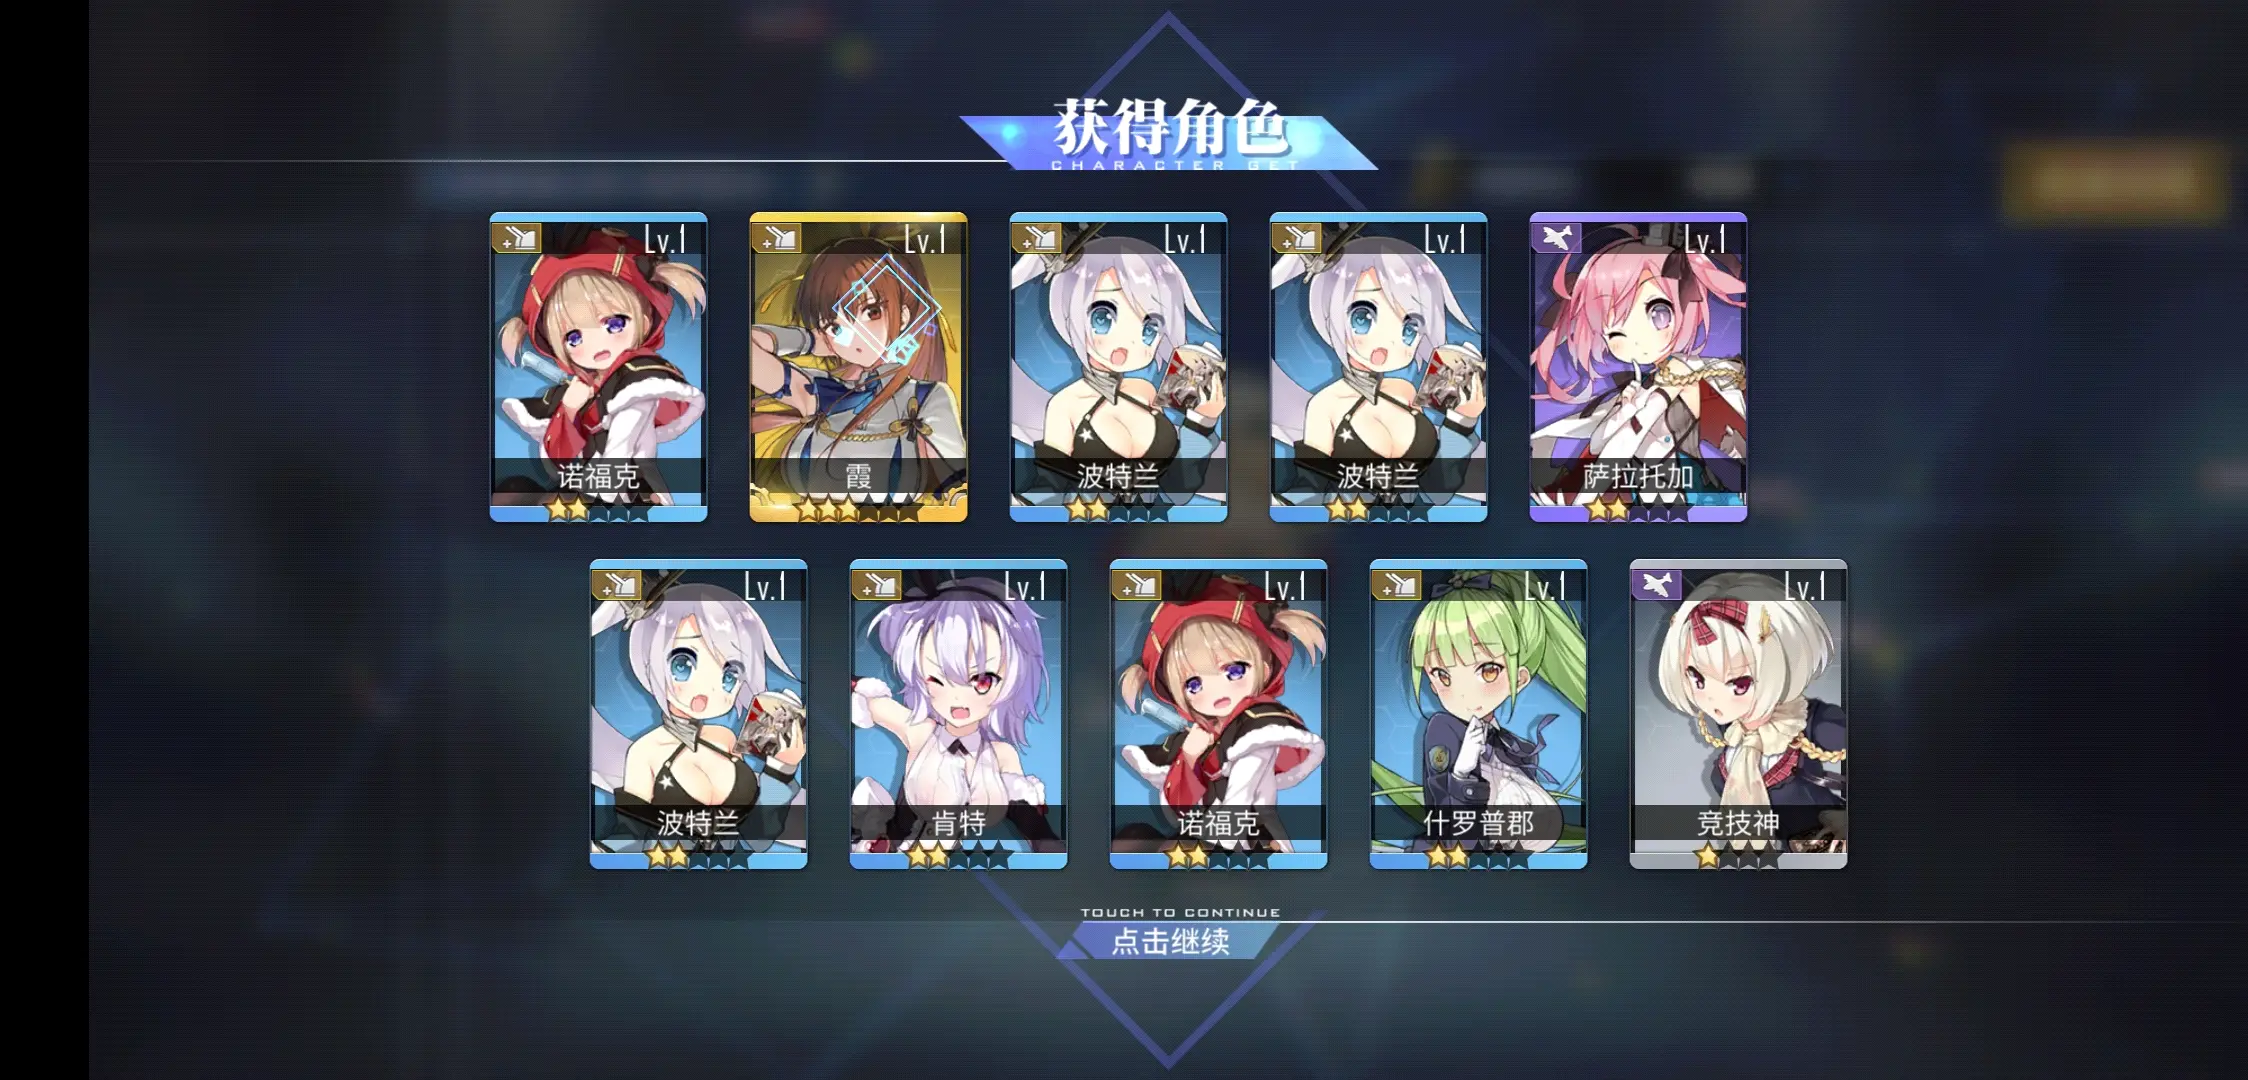 获得角色
CHARACTER GET
Lv.1
Lv.1
Lv.1
Lv.1
Lv.1
诺福克
霞
波特兰
波特兰
萨拉托加
Lv.1
Lv.1
Lv.1
Lv.1
Lv.1
波特兰
肯特
诺福克
什罗普郡
竞技神
TOUCH TO CONTINUE
点击继续